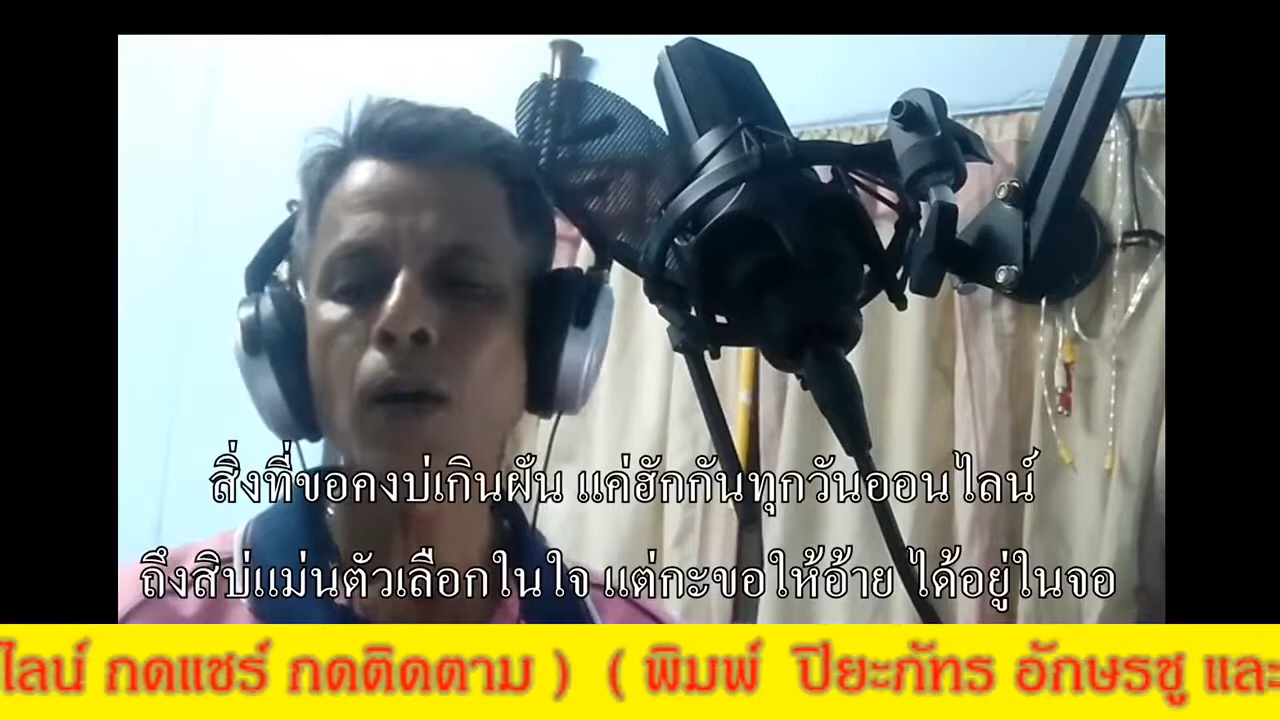 สิ่งที่ขอคงบ่เกินฝัน แค่ฮักกันทุกวันออนไลน์
ถึงสิบ่แม่นตัวเลือกในใจ แต่กะขอให้อ้าย ได้อยู่ในจอ
ไลน์ กดแชร์ กดติดตาม ) ( พิมพ์ ปิยะภัทร อักษรชู และ